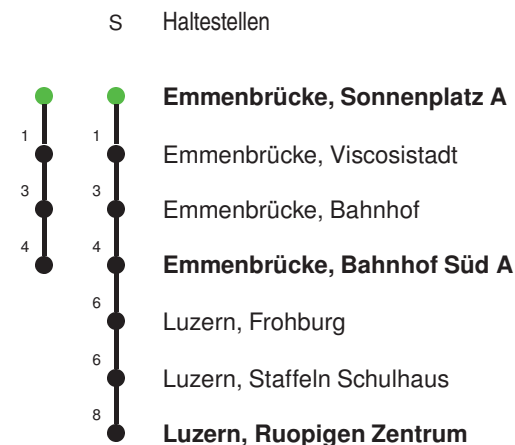 S Haltestellen
Emmenbrücke, Sonnenplatz A
1 1 Emmenbrücke, Viscosistadt
3 3 Emmenbrücke, Bahnhof
4 4 Emmenbrücke, Bahnhof Süd A
6 Luzern, Frohburg
6 Luzern, Staffeln Schulhaus
8 Luzern, Ruopigen Zentrum